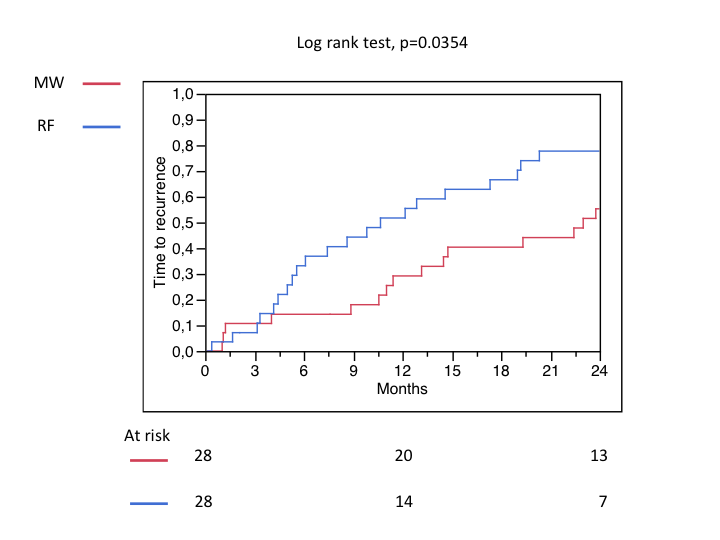 Log rank test, p=0.0354
MW
RF
1,0
0,9
0,8
0,7
0,6
0,5
0,4
0,3
0,2
0,1
0,0
Time to recurrence
0 3 6 9 12 15 18 21 24
Months
At risk
28 20 13
28 14 7